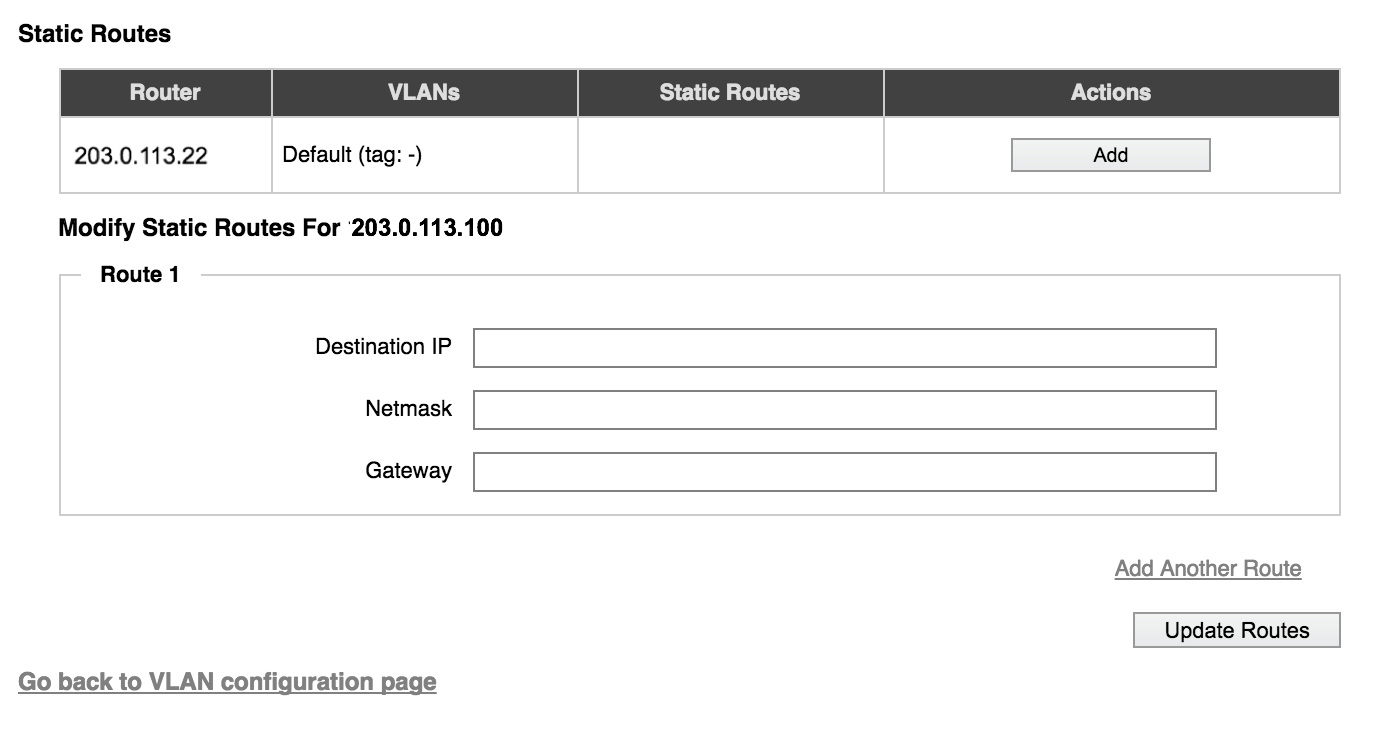 Static Routes
Router VLANs Static Routes Actions
203.0.113.22 Default (tag: -) Add
Modify Static Routes For 203.0.113.100
Route 1
Destination IP
Netmask
Gateway
Add Another Route
Update Routes
Go back to VLAN configuration page